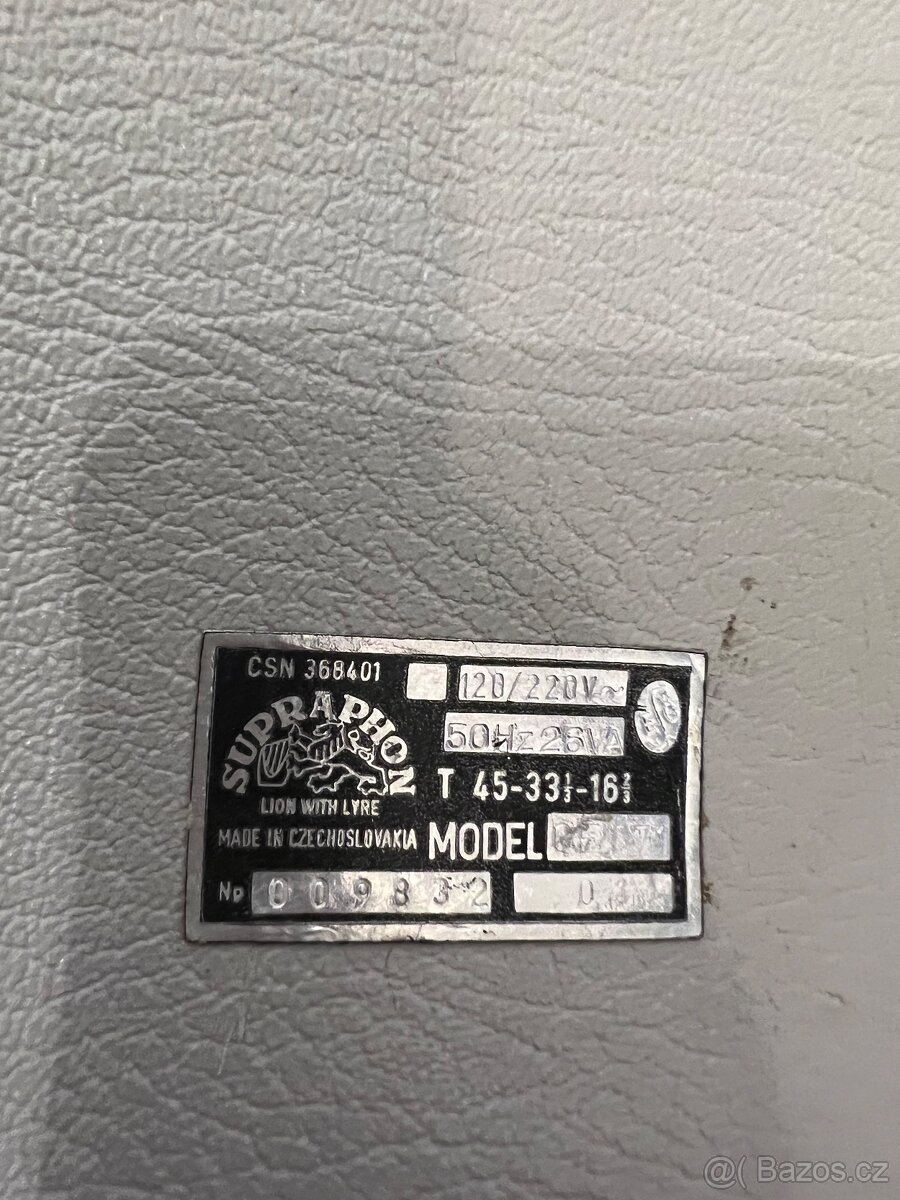 CSN 368401
120/220V~
50Hz 26VA
SUPRAPHON
LION WITH LYRE
T 45-33⅓-16⅔
MADE IN CZECHOSLOVAKIA
MODEL
No 009832
@( Bazos.cz